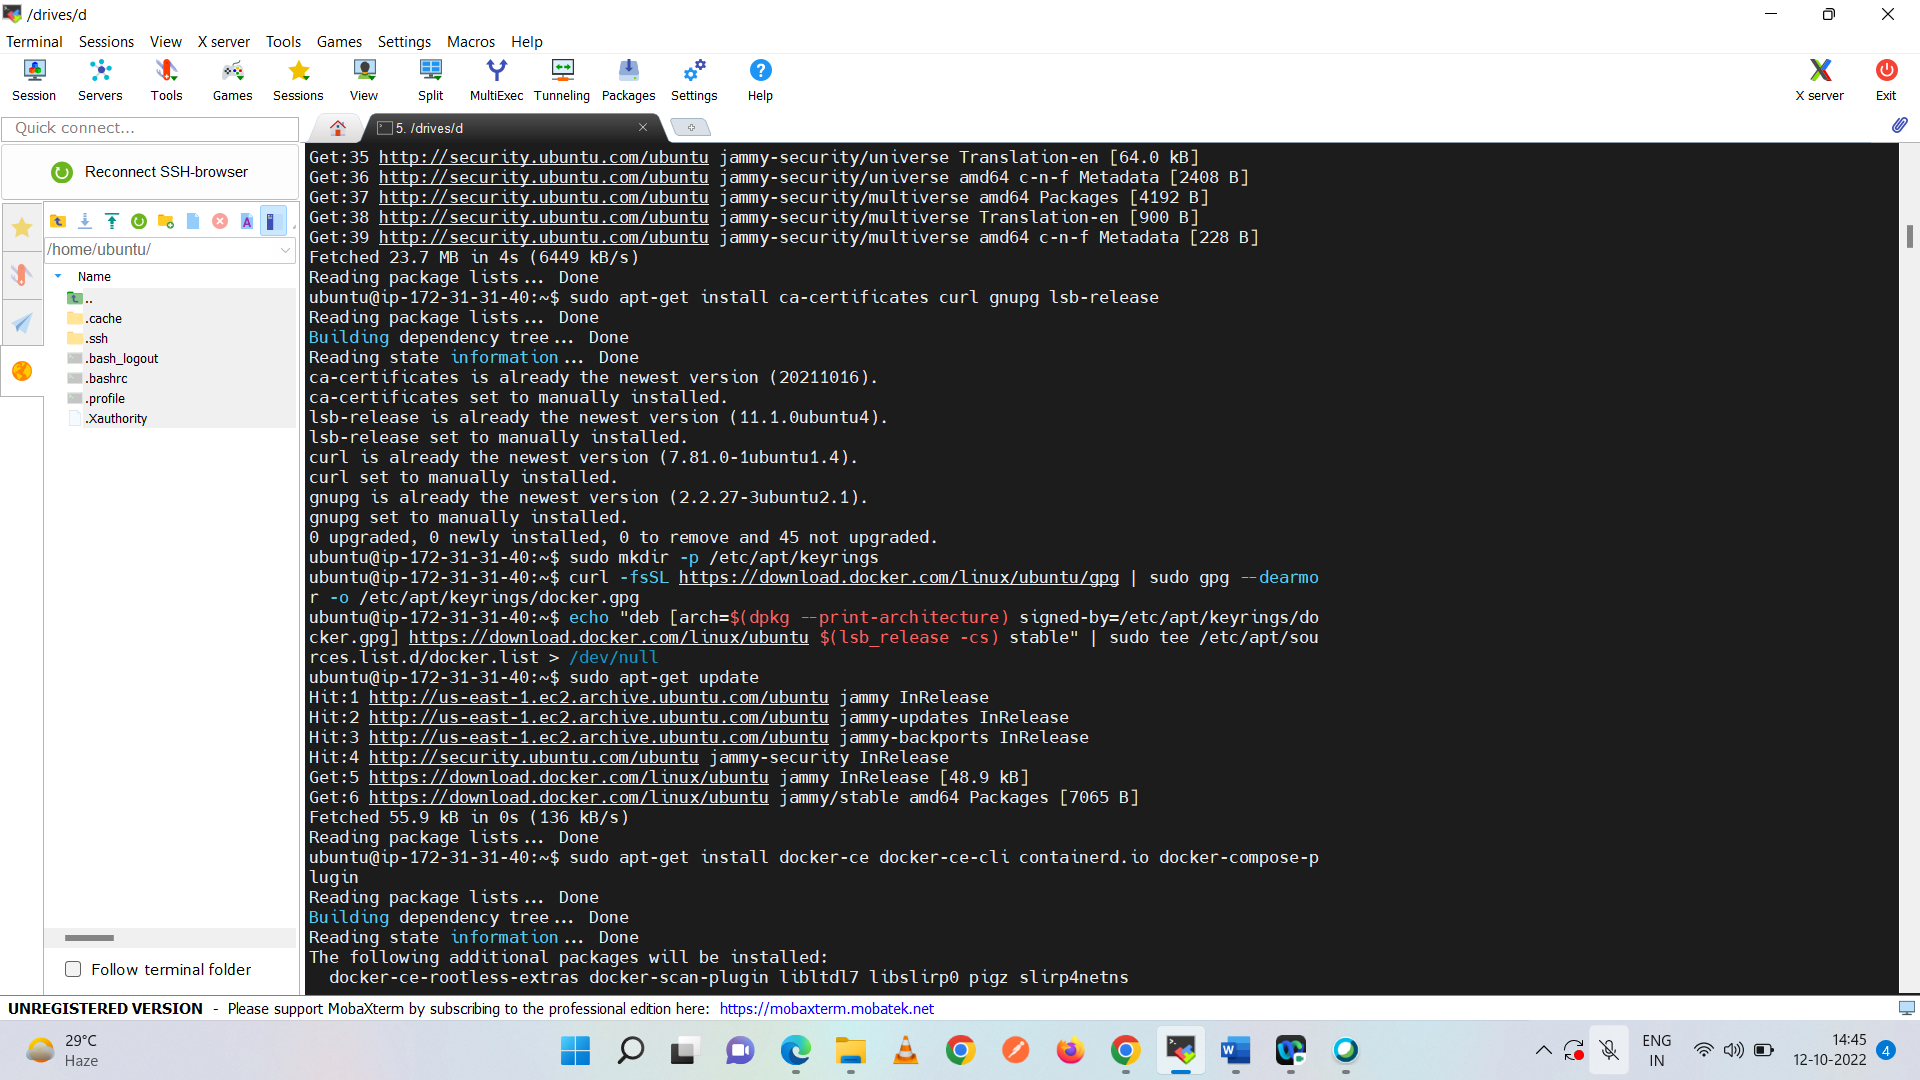 /drives/d
Terminal Sessions View X server Tools Games Settings Macros Help
Session Servers Tools Games Sessions View Split MultiExec Tunneling Packages Settings Help X server Exit
Quick connect...
5. /drives/d
Reconnect SSH-browser
/home/ubuntu/
Name
..
.cache
.ssh
.bash_logout
.bashrc
.profile
.Xauthority
Follow terminal folder
Get:35 http://security.ubuntu.com/ubuntu jammy-security/universe Translation-en [64.0 kB]
Get:36 http://security.ubuntu.com/ubuntu jammy-security/universe amd64 c-n-f Metadata [2408 B]
Get:37 http://security.ubuntu.com/ubuntu jammy-security/multiverse amd64 Packages [4192 B]
Get:38 http://security.ubuntu.com/ubuntu jammy-security/multiverse Translation-en [900 B]
Get:39 http://security.ubuntu.com/ubuntu jammy-security/multiverse amd64 c-n-f Metadata [228 B]
Fetched 23.7 MB in 4s (6449 kB/s)
Reading package lists... Done
ubuntu@ip-172-31-31-40:~$ sudo apt-get install ca-certificates curl gnupg lsb-release
Reading package lists... Done
Building dependency tree... Done
Reading state information... Done
ca-certificates is already the newest version (20211016).
ca-certificates set to manually installed.
lsb-release is already the newest version (11.1.0ubuntu4).
lsb-release set to manually installed.
curl is already the newest version (7.81.0-1ubuntu1.4).
curl set to manually installed.
gnupg is already the newest version (2.2.27-3ubuntu2.1).
gnupg set to manually installed.
0 upgraded, 0 newly installed, 0 to remove and 45 not upgraded.
ubuntu@ip-172-31-31-40:~$ sudo mkdir -p /etc/apt/keyrings
ubuntu@ip-172-31-31-40:~$ curl -fsSL https://download.docker.com/linux/ubuntu/gpg | sudo gpg --dearmo
r -o /etc/apt/keyrings/docker.gpg
ubuntu@ip-172-31-31-40:~$ echo "deb [arch=$(dpkg --print-architecture) signed-by=/etc/apt/keyrings/do
cker.gpg] https://download.docker.com/linux/ubuntu $(lsb_release -cs) stable" | sudo tee /etc/apt/sou
rces.list.d/docker.list > /dev/null
ubuntu@ip-172-31-31-40:~$ sudo apt-get update
Hit:1 http://us-east-1.ec2.archive.ubuntu.com/ubuntu jammy InRelease
Hit:2 http://us-east-1.ec2.archive.ubuntu.com/ubuntu jammy-updates InRelease
Hit:3 http://us-east-1.ec2.archive.ubuntu.com/ubuntu jammy-backports InRelease
Hit:4 http://security.ubuntu.com/ubuntu jammy-security InRelease
Get:5 https://download.docker.com/linux/ubuntu jammy InRelease [48.9 kB]
Get:6 https://download.docker.com/linux/ubuntu jammy/stable amd64 Packages [7065 B]
Fetched 55.9 kB in 0s (136 kB/s)
Reading package lists... Done
ubuntu@ip-172-31-31-40:~$ sudo apt-get install docker-ce docker-ce-cli containerd.io docker-compose-p
lugin
Reading package lists... Done
Building dependency tree... Done
Reading state information... Done
The following additional packages will be installed:
docker-ce-rootless-extras docker-scan-plugin libltdl7 libslirp0 pigz slirp4netns
UNREGISTERED VERSION - Please support MobaXterm by subscribing to the professional edition here: https://mobaxterm.mobatek.net
29°C
Haze
ENG
IN
14:45
12-10-2022
4